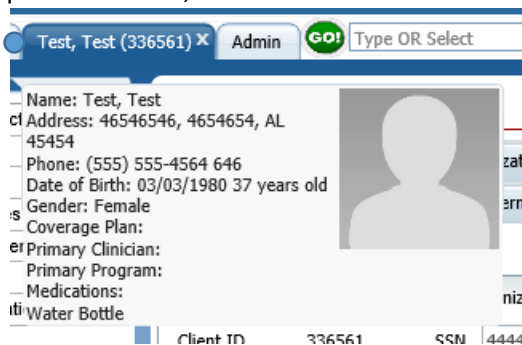 Test, Test (336561) X Admin GO! Type OR Select
Name: Test, Test
Address: 46546546, 4654654, AL
45454
Phone: (555) 555-4564 646
Date of Birth: 03/03/1980 37 years old
Gender: Female
Coverage Plan:
Primary Clinician:
Primary Program:
Medications:
Water Bottle
Client ID 336561 SSN 4444